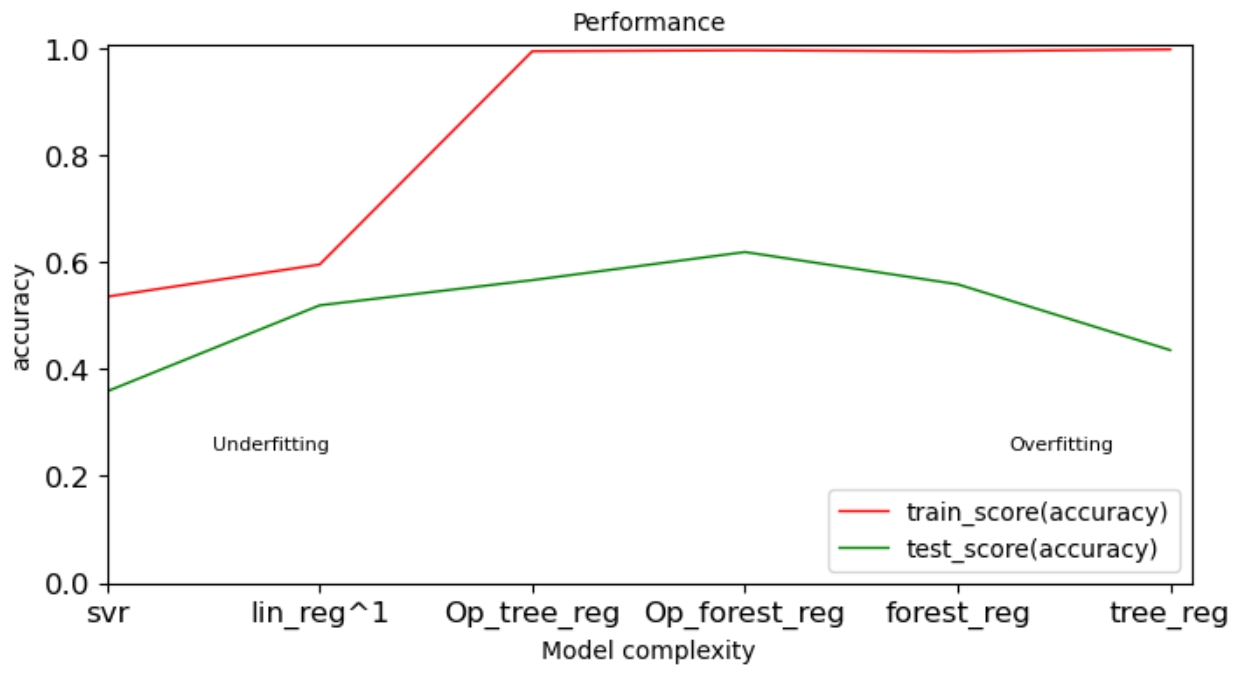 Performance
1.0
0.8
0.6
0.4
0.2
0.0
accuracy
Underfitting
Overfitting
train_score(accuracy)
test_score(accuracy)
svr lin_reg^1 Op_tree_reg Op_forest_reg forest_reg tree_reg
Model complexity